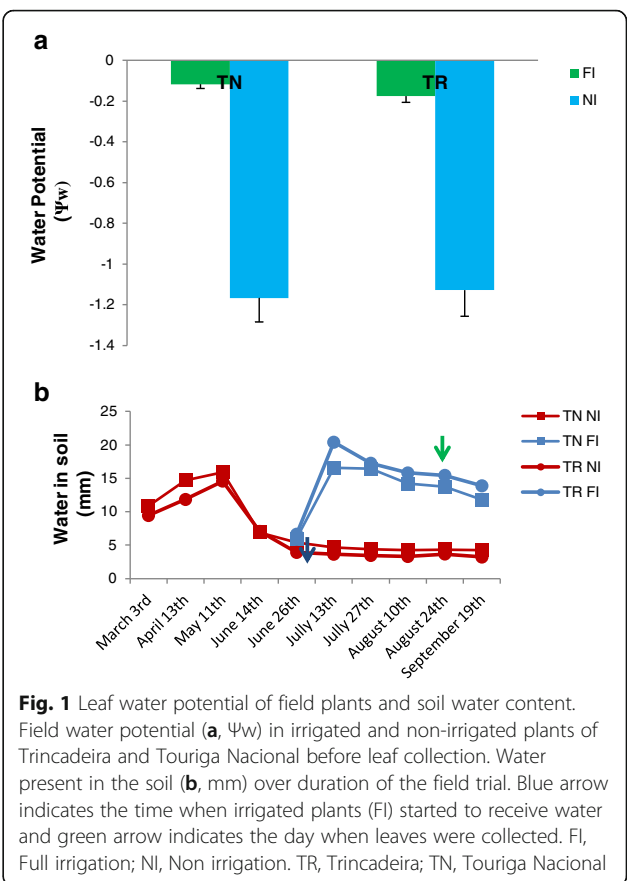 a
0
-0.2
-0.4
-0.6
-0.8
-1
-1.2
-1.4
Water Potential
(Ψw)
TN
TR
FI
NI
b
25
20
15
10
5
0
Water in soil
(mm)
March 3rd
April 13th
May 11th
June 14th
June 26th
Jully 13th
Jully 27th
August 10th
August 24th
September 19th
TN NI
TN FI
TR NI
TR FI
Fig. 1 Leaf water potential of field plants and soil water content.
Field water potential (a, Ψw) in irrigated and non-irrigated plants of
Trincadeira and Touriga Nacional before leaf collection. Water
present in the soil (b, mm) over duration of the field trial. Blue arrow
indicates the time when irrigated plants (FI) started to receive water
and green arrow indicates the day when leaves were collected. FI,
Full irrigation; NI, Non irrigation. TR, Trincadeira; TN, Touriga Nacional